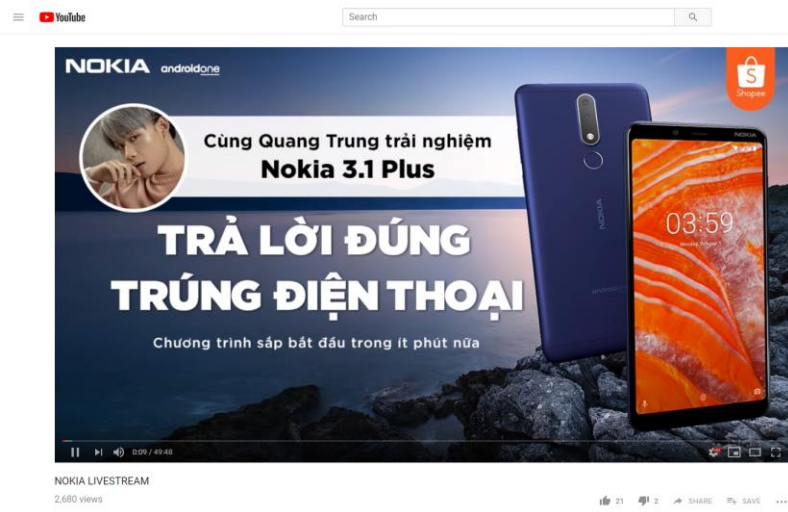 YouTube
Search
NOKIA androidone
S
Shopee
Cùng Quang Trung trải nghiệm
Nokia 3.1 Plus
TRẢ LỜI ĐÚNG
TRÚNG ĐIỆN THOẠI
Chương trình sắp bắt đầu trong ít phút nữa
NOKIA
NOKIA
03:59
0:09 / 49:48
NOKIA LIVESTREAM
2,680 views
21
2
SHARE
SAVE